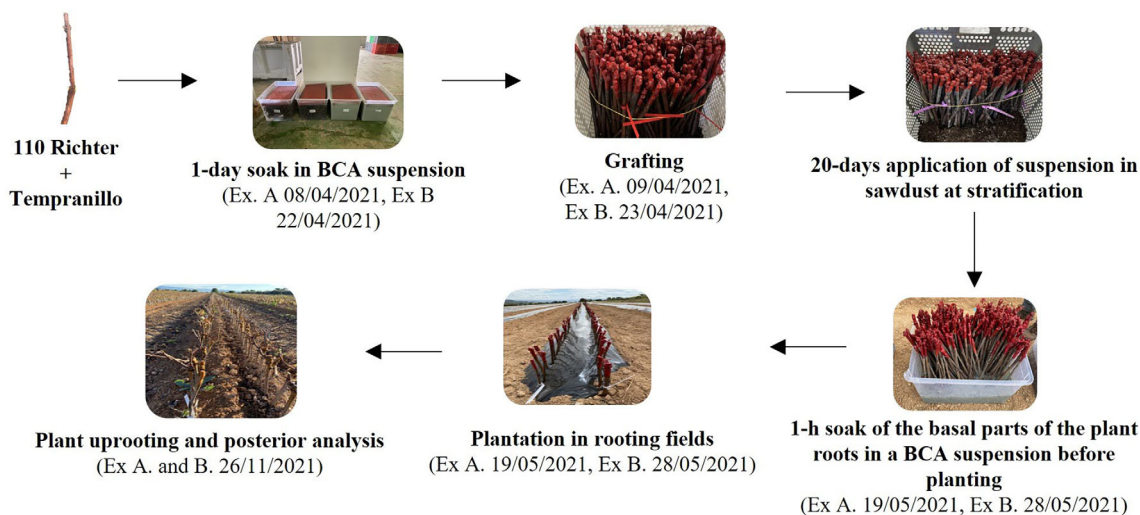 110 Richter
+
Tempranillo
1-day soak in BCA suspension
(Ex. A 08/04/2021, Ex B
22/04/2021)
Grafting
(Ex. A. 09/04/2021,
Ex B. 23/04/2021)
20-days application of suspension in
sawdust at stratification
1-h soak of the basal parts of the plant
roots in a BCA suspension before
planting
(Ex A. 19/05/2021, Ex B. 28/05/2021)
Plantation in rooting fields
(Ex A. 19/05/2021, Ex B. 28/05/2021)
Plant uprooting and posterior analysis
(Ex A. and B. 26/11/2021)